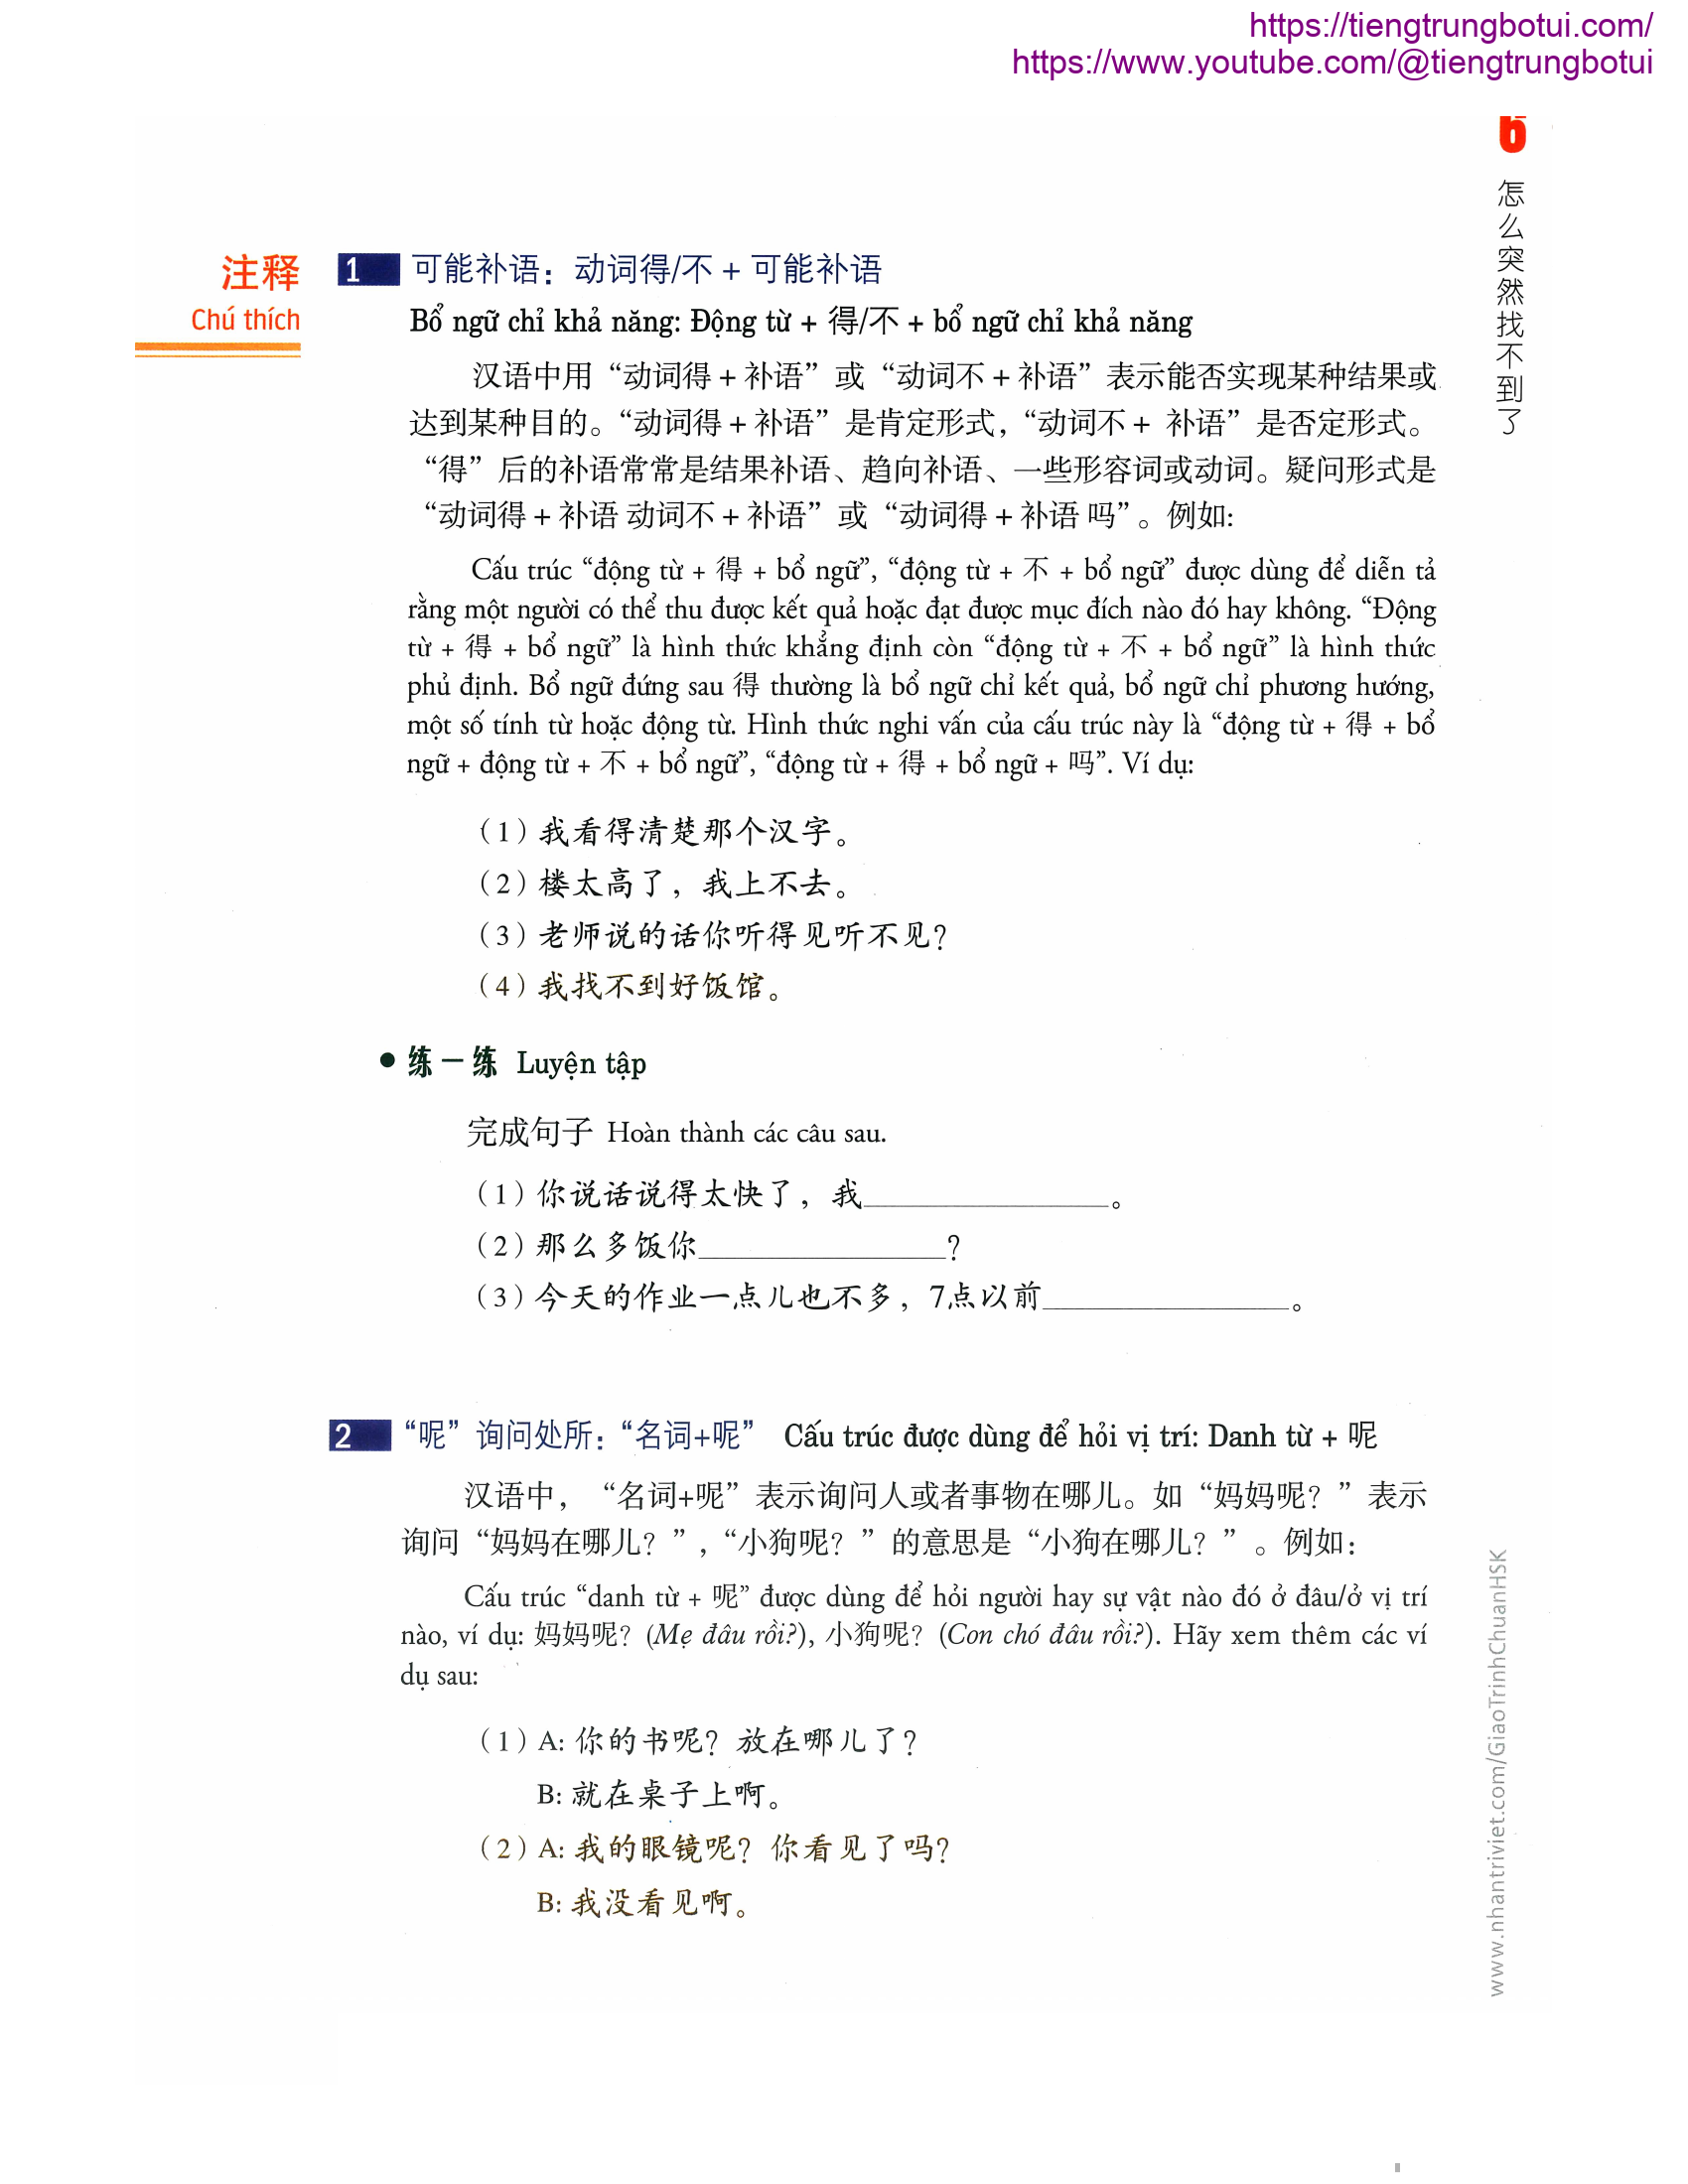 https://tiengtrungbotui.com/
https://www.youtube.com/@tiengtrungbotui
6
怎么突然找不到了
注释
Chú thích
1 可能补语：动词得/不 + 可能补语
Bổ ngữ chỉ khả năng: Động từ + 得/不 + bổ ngữ chỉ khả năng
汉语中用“动词得 + 补语”或“动词不 + 补语”表示能否实现某种结果或
达到某种目的。“动词得 + 补语”是肯定形式，“动词不 + 补语”是否定形式。
“得”后的补语常常是结果补语、趋向补语、一些形容词或动词。疑问形式是
“动词得 + 补语 动词不 + 补语”或“动词得 + 补语 吗”。例如：
Cấu trúc “động từ + 得 + bổ ngữ”, “động từ + 不 + bổ ngữ” được dùng để diễn tả
rằng một người có thể thu được kết quả hoặc đạt được mục đích nào đó hay không. “Động
từ + 得 + bổ ngữ” là hình thức khẳng định còn “động từ + 不 + bổ ngữ” là hình thức
phủ định. Bổ ngữ đứng sau 得 thường là bổ ngữ chỉ kết quả, bổ ngữ chỉ phương hướng,
một số tính từ hoặc động từ. Hình thức nghi vấn của cấu trúc này là “động từ + 得 + bổ
ngữ + động từ + 不 + bổ ngữ”, “động từ + 得 + bổ ngữ + 吗”. Ví dụ:
（1）我看得清楚那个汉字。
（2）楼太高了，我上不去。
（3）老师说的话你听得见听不见？
（4）我找不到好饭馆。
● 练一练 Luyện tập
完成句子 Hoàn thành các câu sau.
（1）你说话说得太快了，我________________。
（2）那么多饭你________________？
（3）今天的作业一点儿也不多，7点以前________________。
2 “呢”询问处所：“名词+呢” Cấu trúc được dùng để hỏi vị trí: Danh từ + 呢
汉语中，“名词+呢”表示询问人或者事物在哪儿。如“妈妈呢？”表示
询问“妈妈在哪儿？”，“小狗呢？”的意思是“小狗在哪儿？”。例如：
Cấu trúc “danh từ + 呢” được dùng để hỏi người hay sự vật nào đó ở đâu/ở vị trí
nào, ví dụ: 妈妈呢？(Mẹ đâu rồi?), 小狗呢？(Con chó đâu rồi?). Hãy xem thêm các ví
dụ sau:
（1）A: 你的书呢？放在哪儿了？
B: 就在桌子上啊。
（2）A: 我的眼镜呢？你看见了吗？
B: 我没看见啊。
www.nhantriviet.com/GiaoTrinhChuanHSK